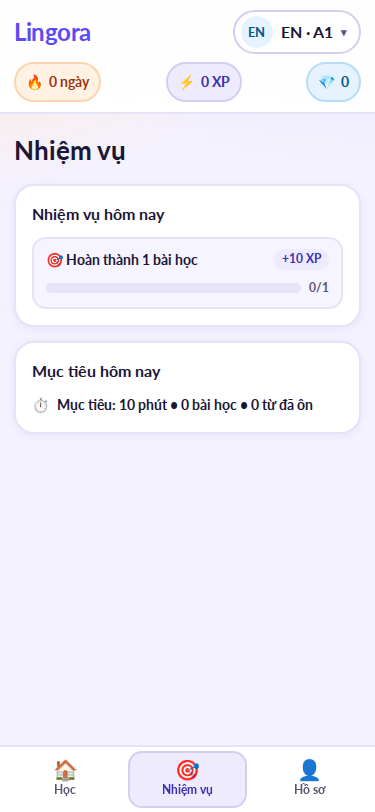 Lingora
EN EN · A1 ▾
🔥 0 ngày
⚡ 0 XP
💎 0
Nhiệm vụ
Nhiệm vụ hôm nay
🎯 Hoàn thành 1 bài học
+10 XP
0/1
Mục tiêu hôm nay
⏱️ Mục tiêu: 10 phút • 0 bài học • 0 từ đã ôn
Học
Nhiệm vụ
Hồ sơ